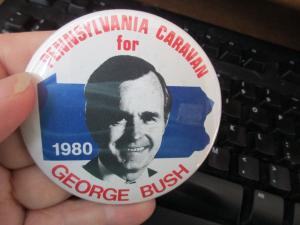 PENNSYLVANIA CARAVAN
for
1980
GEORGE BUSH